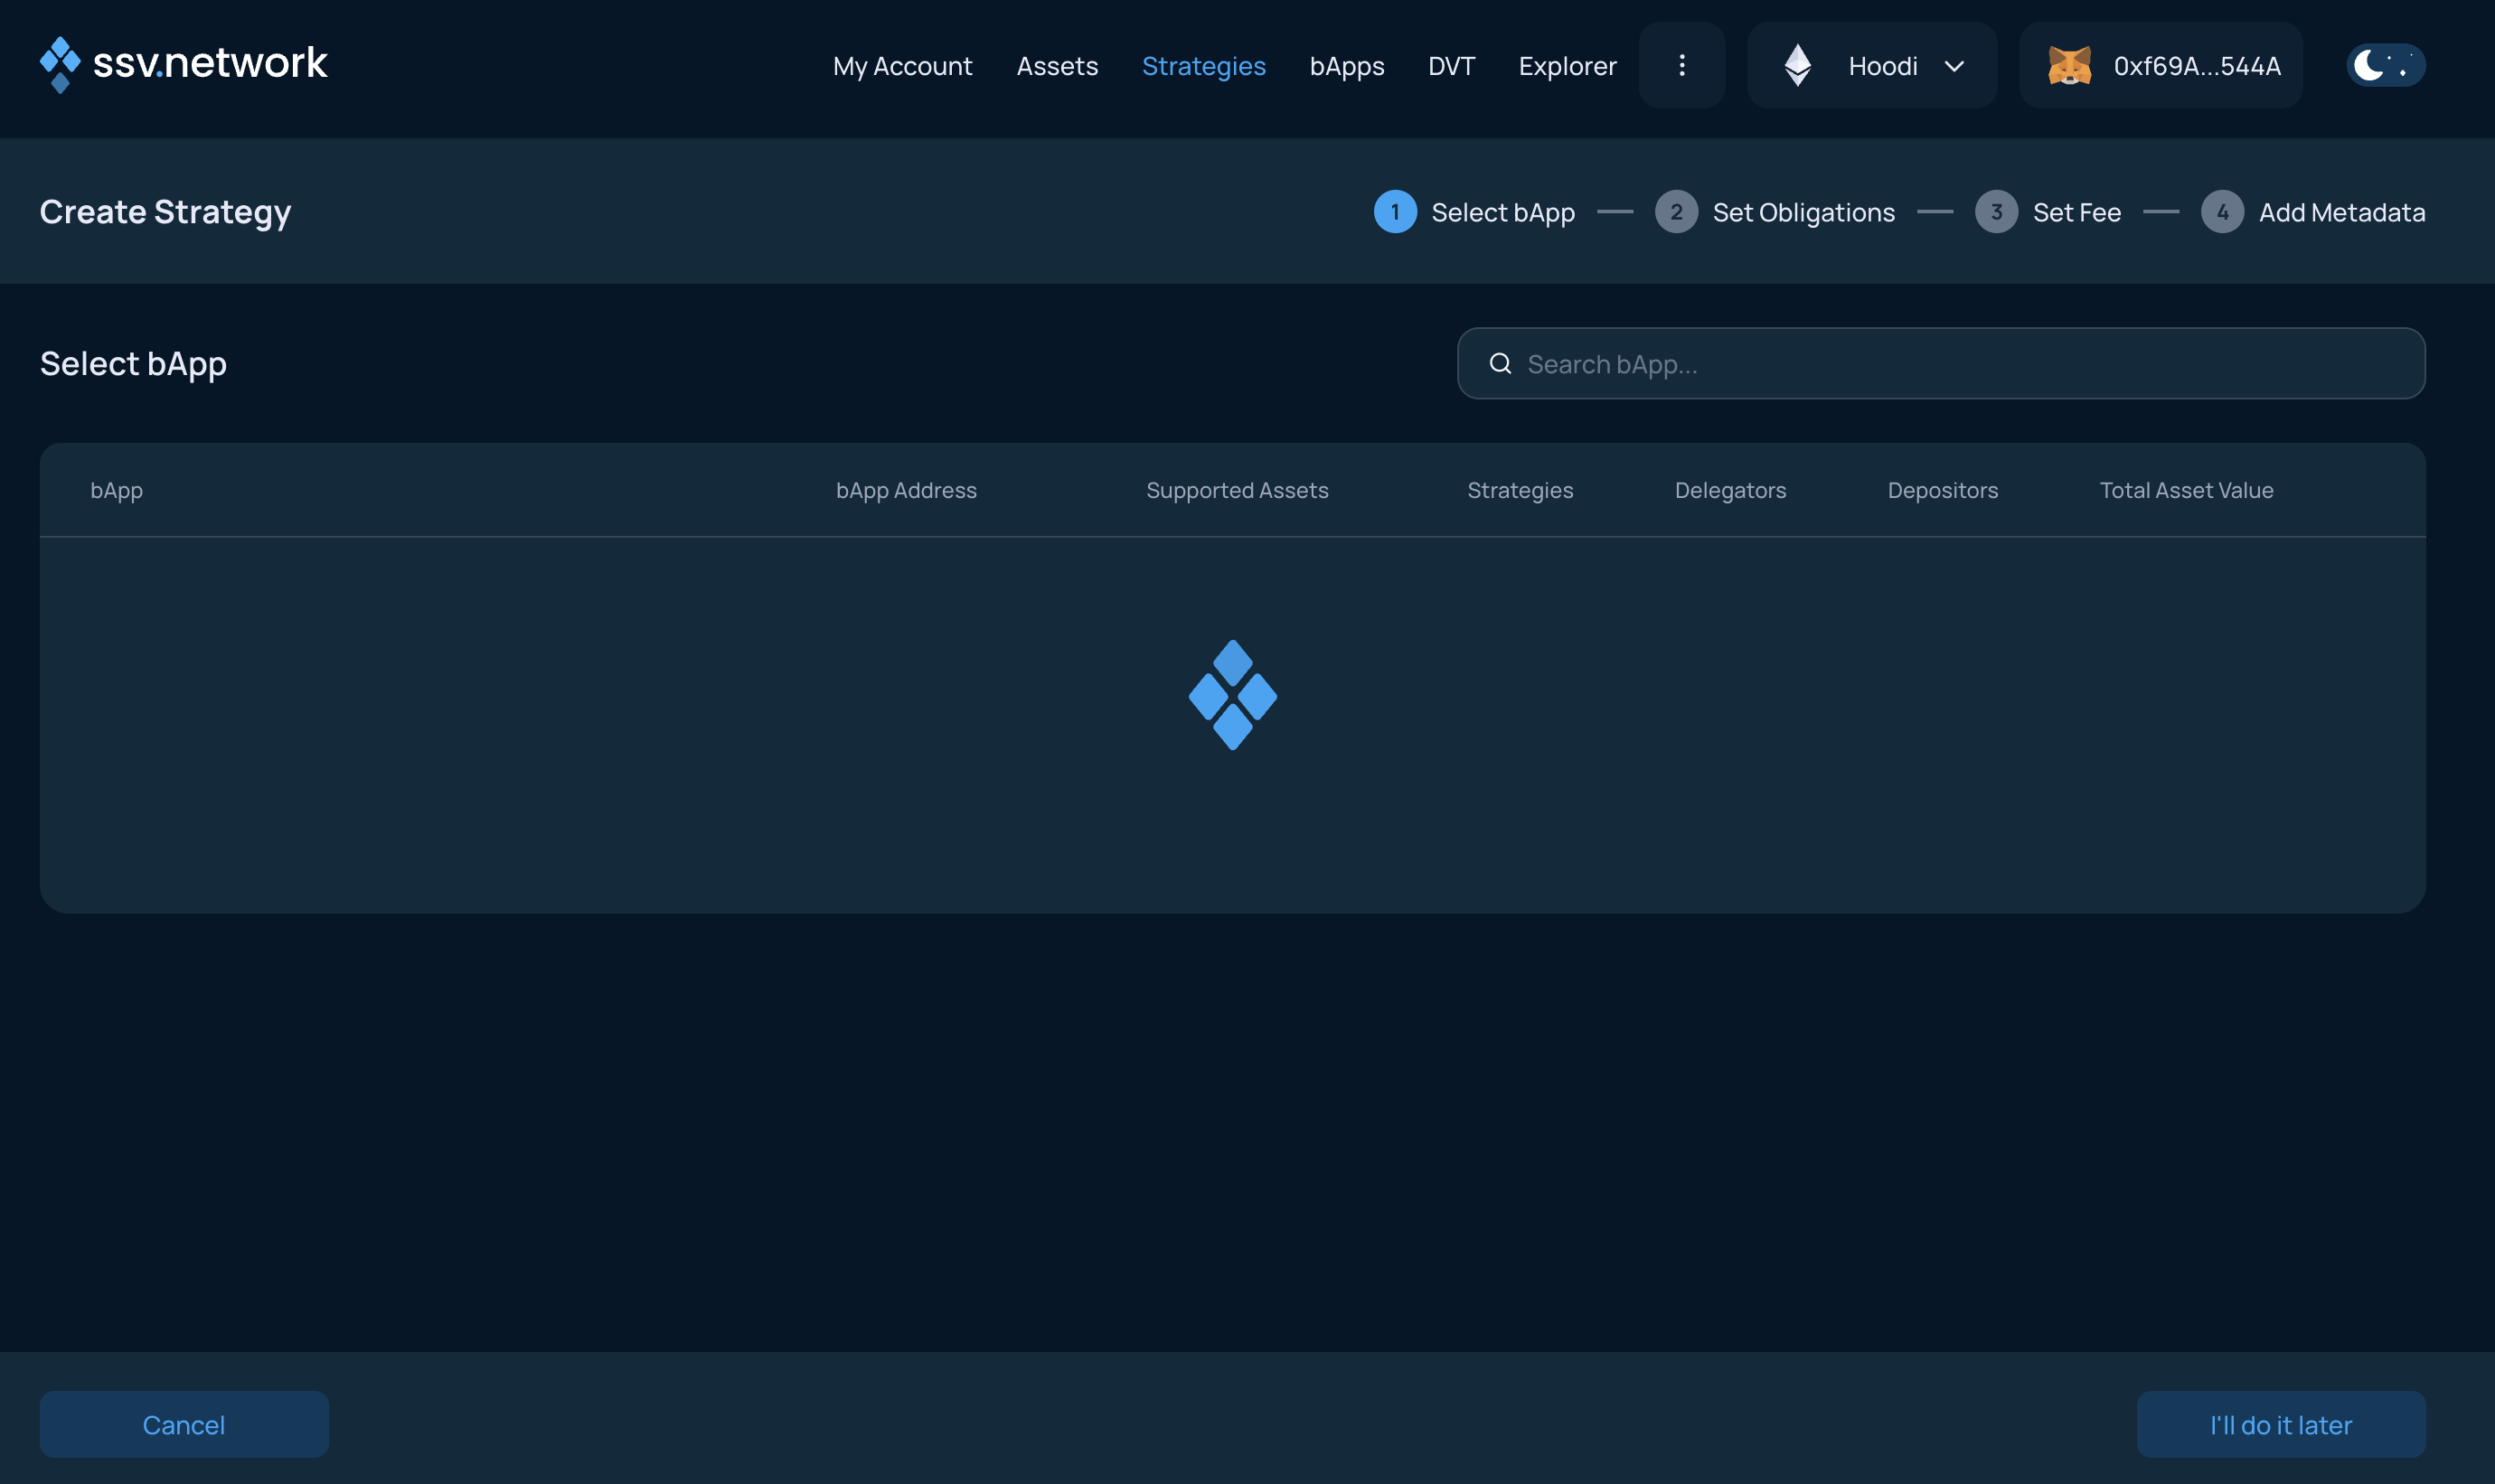 ssv.network
My Account Assets Strategies bApps DVT Explorer Hoodi 0xf69A...544A
Create Strategy
1 Select bApp 2 Set Obligations 3 Set Fee 4 Add Metadata
Select bApp
Search bApp...
bApp bApp Address Supported Assets Strategies Delegators Depositors Total Asset Value
Cancel
I'll do it later